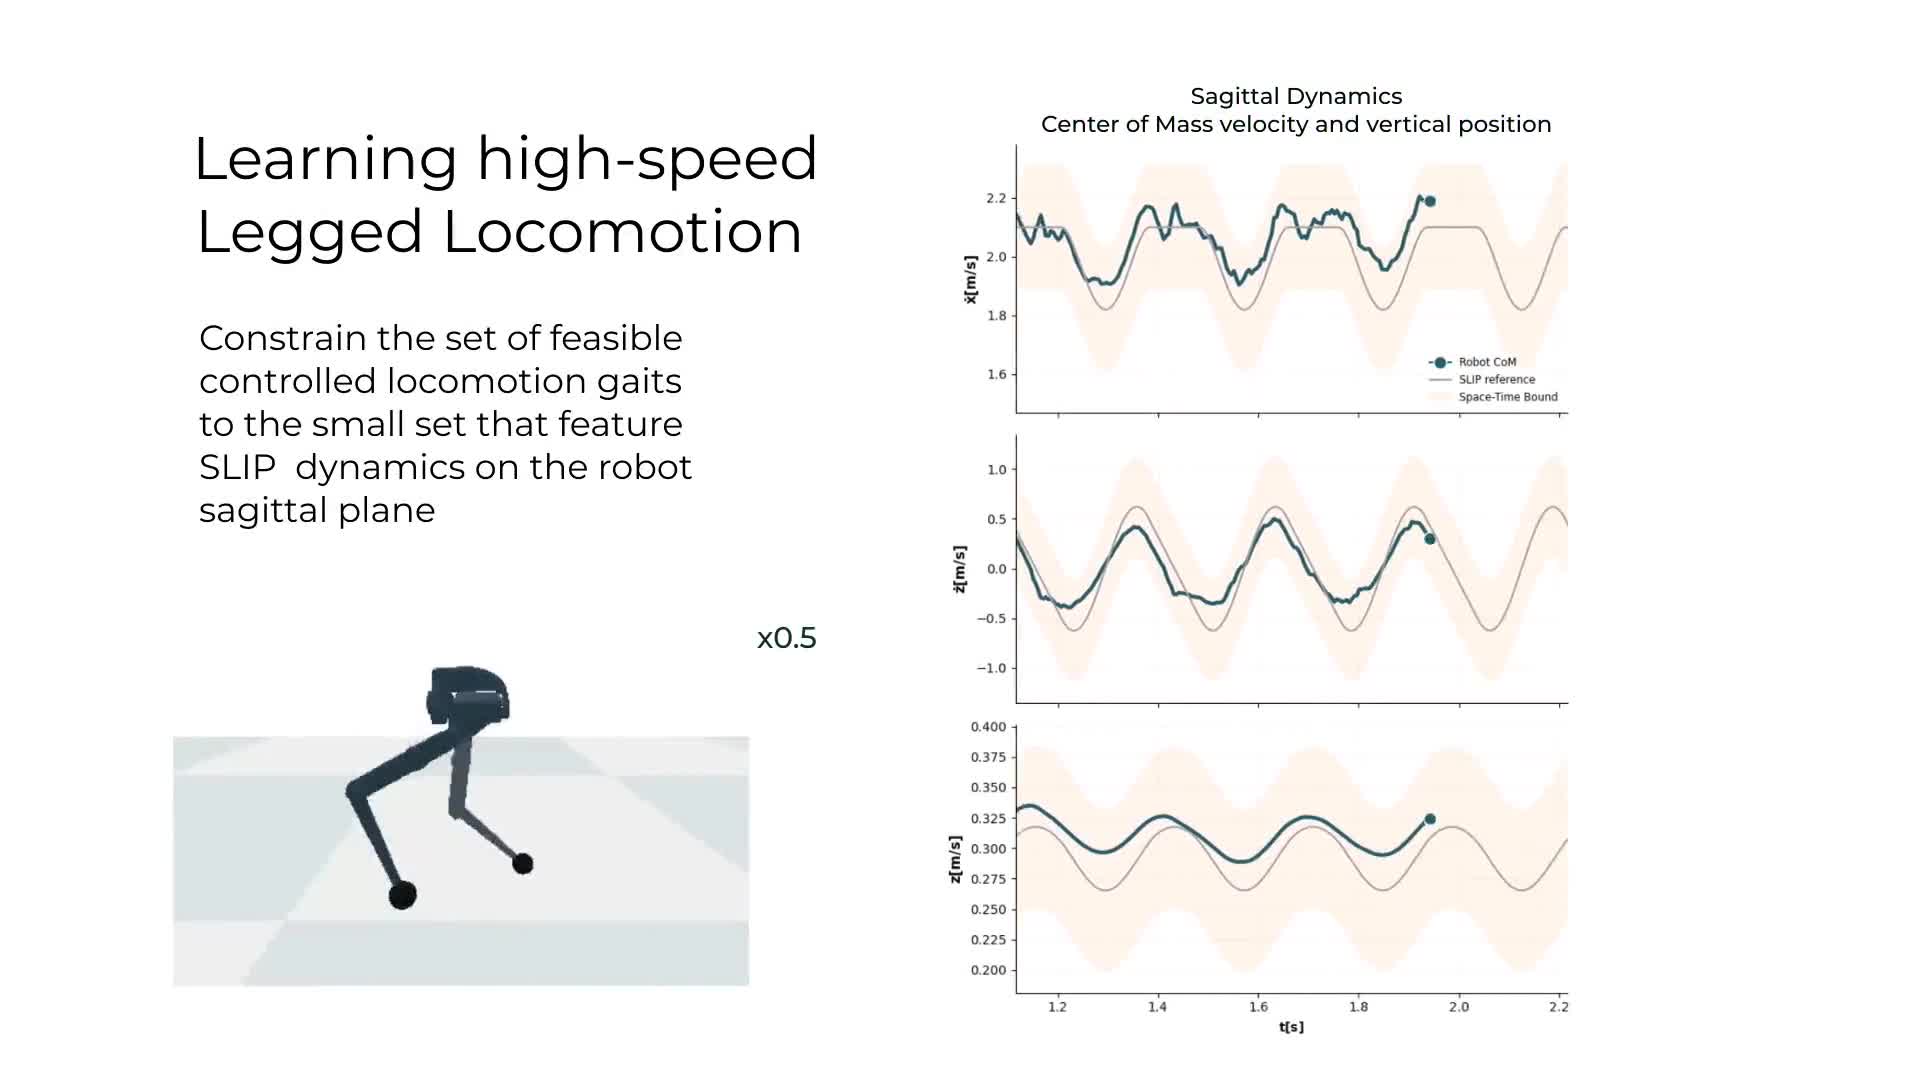 Learning high-speed
Legged Locomotion
Constrain the set of feasible
controlled locomotion gaits
to the small set that feature
SLIP  dynamics on the robot
sagittal plane
x0.5
Sagittal Dynamics
Center of Mass velocity and vertical position
2.2
2.0
1.8
1.6
ẋ[m/s]
Robot CoM
SLIP reference
Space-Time Bound
1.0
0.5
0.0
−0.5
−1.0
ż[m/s]
0.400
0.375
0.350
0.325
0.300
0.275
0.250
0.225
0.200
z[m/s]
1.2 1.4 1.6 1.8 2.0 2.2
t[s]